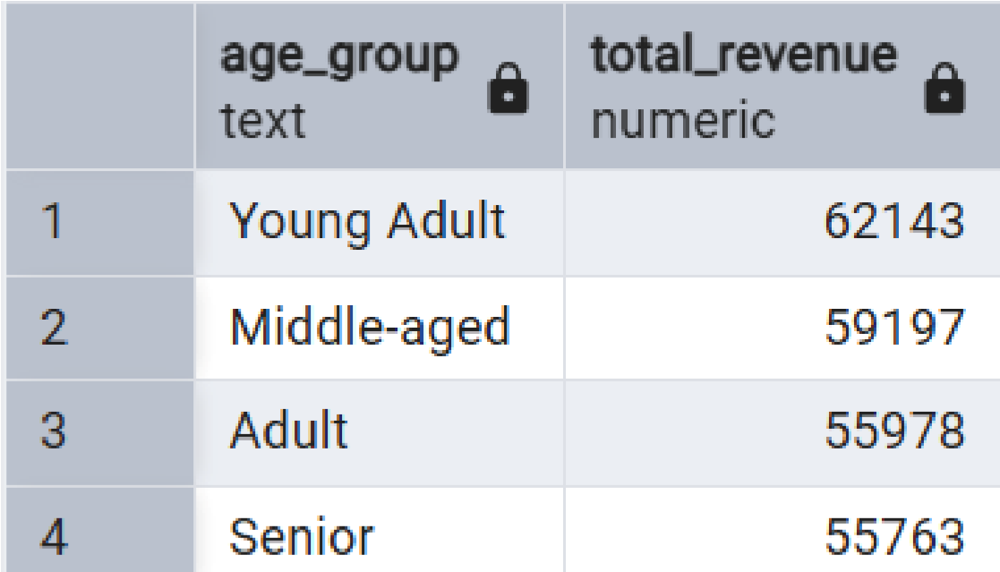 age_group total_revenue
text numeric
1 Young Adult 62143
2 Middle-aged 59197
3 Adult 55978
4 Senior 55763